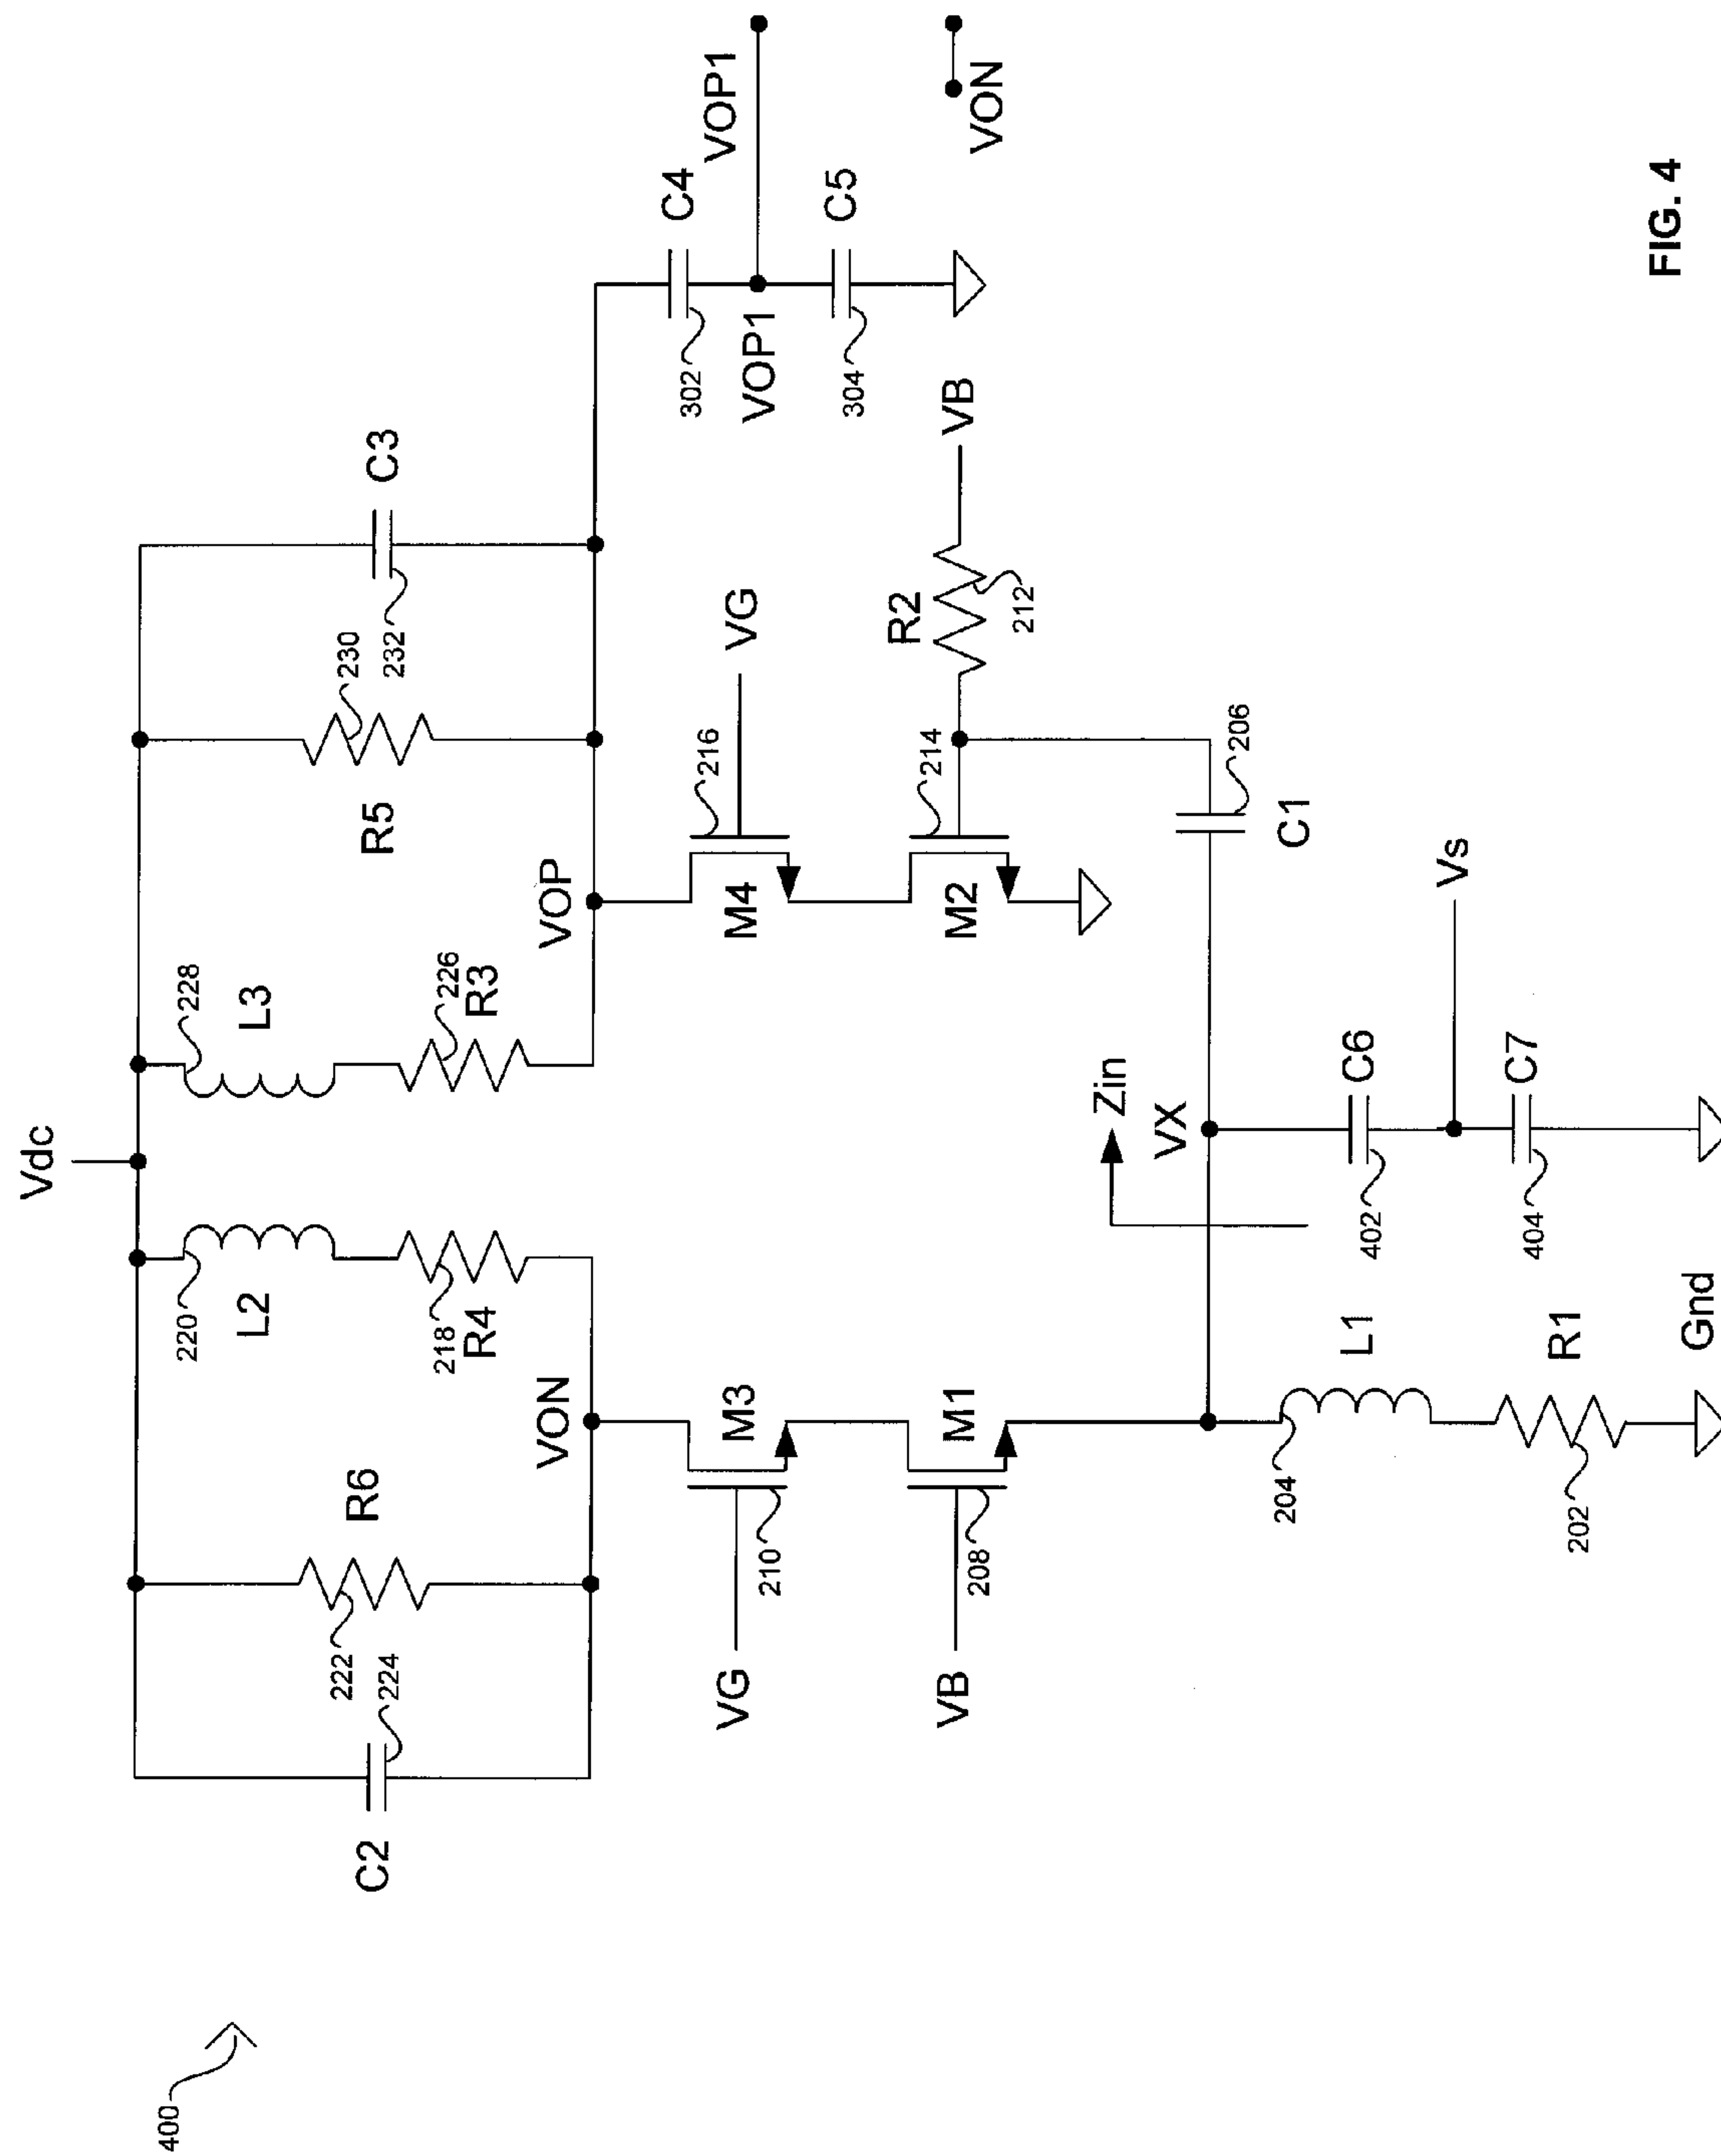 400
Vdc
C2
224
222
R6
220
L2
218
R4
228
L3
226
R3
R5
230
232
C3
VON
VOP
VG
210
M3
M4
216
VG
VB
208
M1
M2
214
R2
212
VB
302
C4
VOP1
VOP1
304
C5
VON
Zin
VX
C1
206
204
L1
202
R1
Gnd
402
C6
Vs
404
C7
FIG. 4